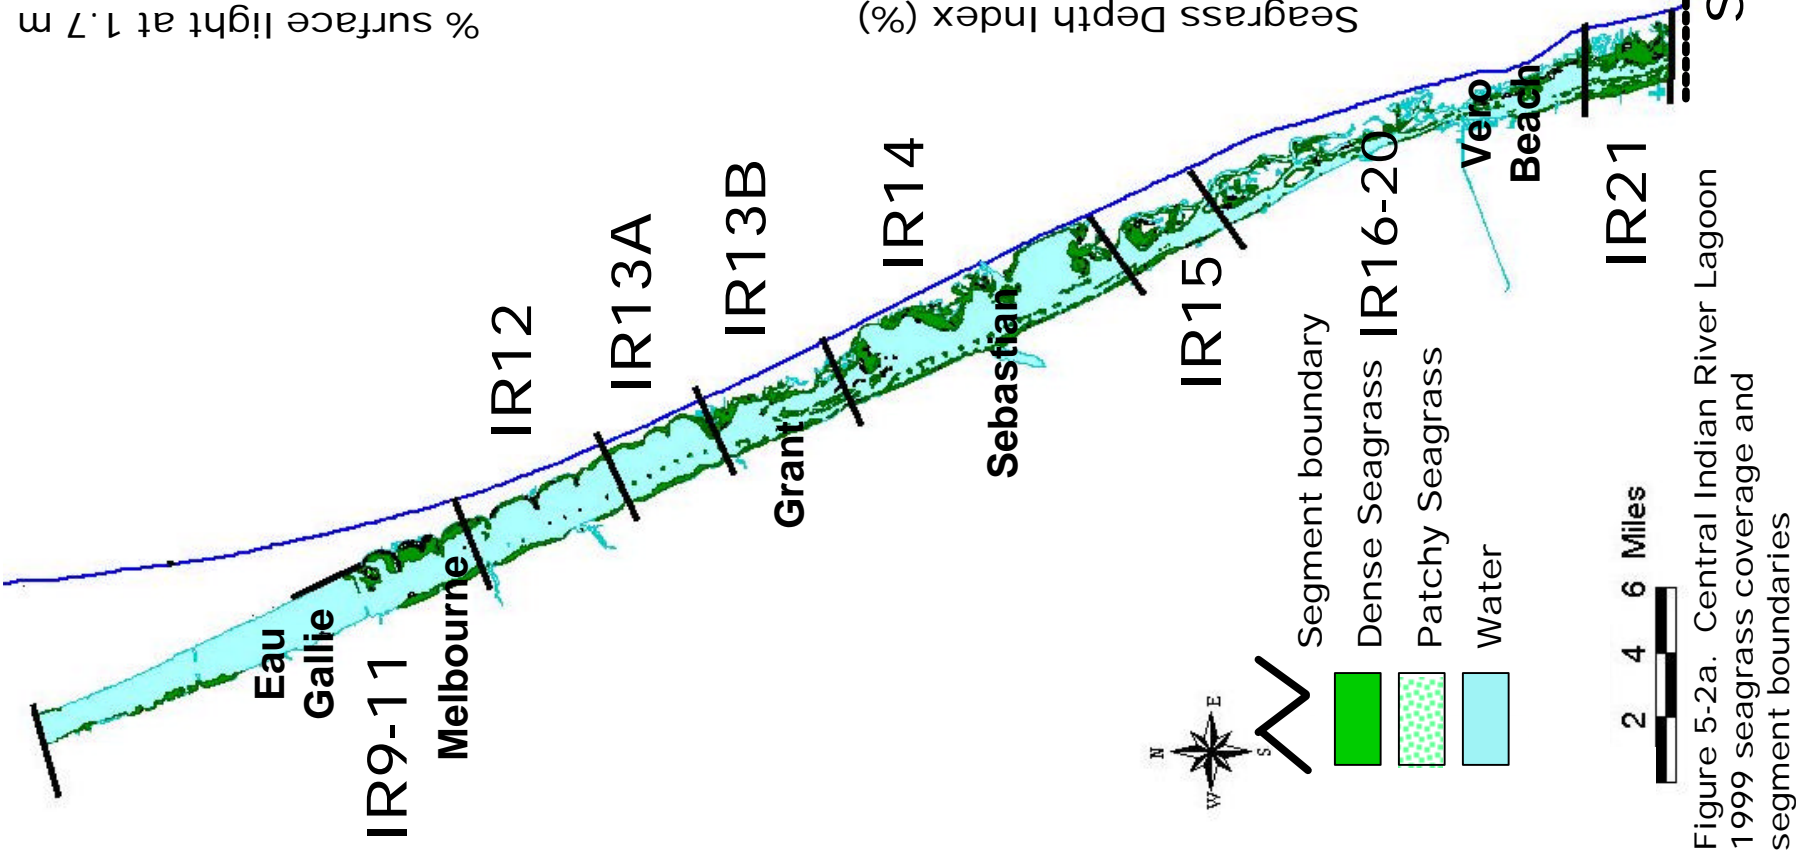 % surface light at 1.7 m
Seagrass Depth Index (%)
S
Eau
Gallie
IR9-11
Melbourne
IR12
IR13A
IR13B
Grant
IR14
Sebastian
IR15
IR16-20
Vero
Beach
IR21
N
W
E
S
Segment boundary
Dense Seagrass
Patchy Seagrass
Water
2 4 6 Miles
Figure 5-2a. Central Indian River Lagoon
1999 seagrass coverage and
segment boundaries